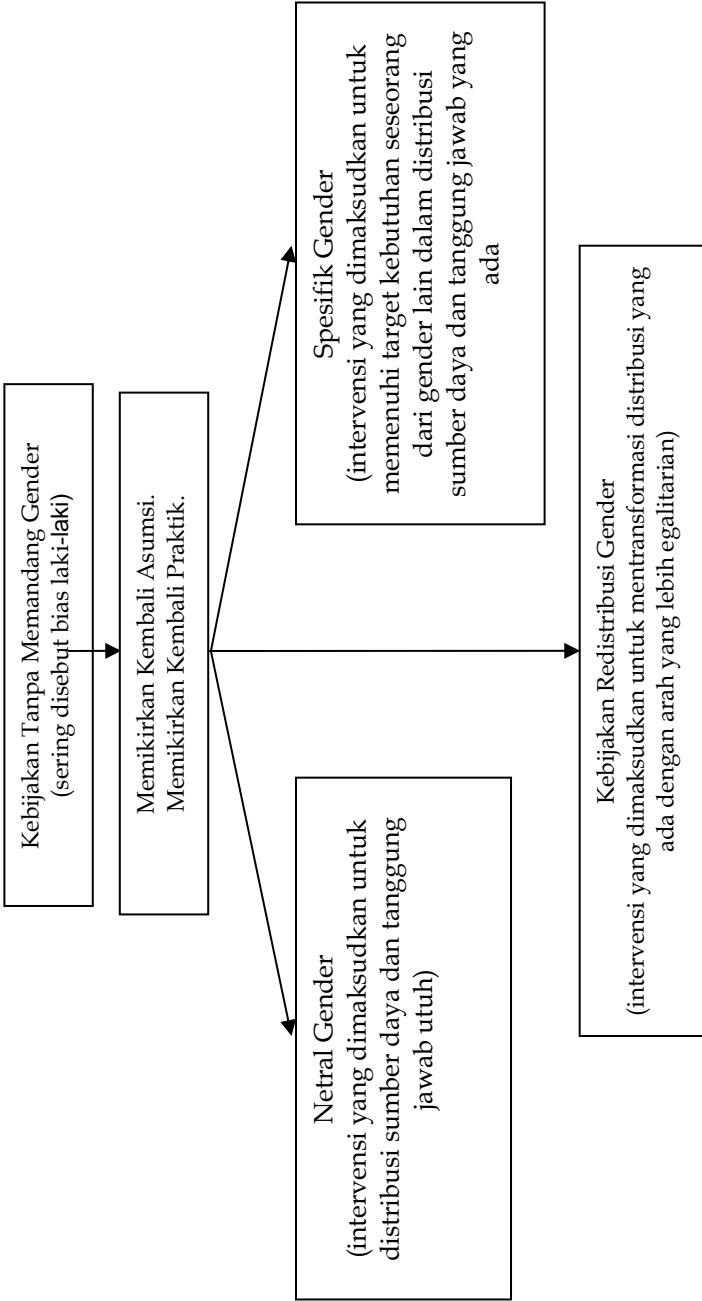 Kebijakan Tanpa Memandang Gender
(sering disebut bias laki-laki)
Memikirkan Kembali Asumsi.
Memikirkan Kembali Praktik.
Netral Gender
(intervensi yang dimaksudkan untuk
distribusi sumber daya dan tanggung
jawab utuh)
Spesifik Gender
(intervensi yang dimaksudkan untuk
memenuhi target kebutuhan seseorang
dari gender lain dalam distribusi
sumber daya dan tanggung jawab yang
ada
Kebijakan Redistribusi Gender
(intervensi yang dimaksudkan untuk mentransformasi distribusi yang
ada dengan arah yang lebih egalitarian)